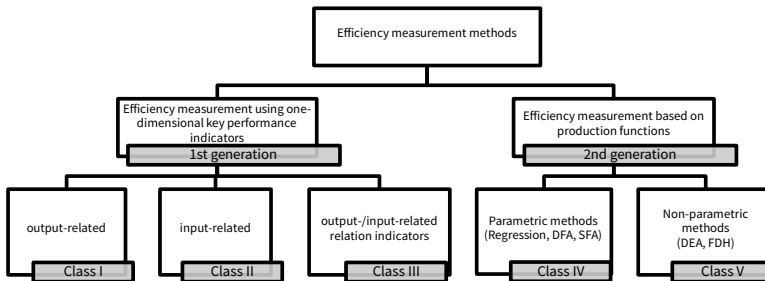 Efficiency measurement methods
Efficiency measurement using one-
dimensional key performance
indicators
1st generation
Efficiency measurement based on
production functions
2nd generation
output-related
Class I
input-related
Class II
output-/input-related
relation indicators
Class III
Parametric methods
(Regression, DFA, SFA)
Class IV
Non-parametric
methods
(DEA, FDH)
Class V